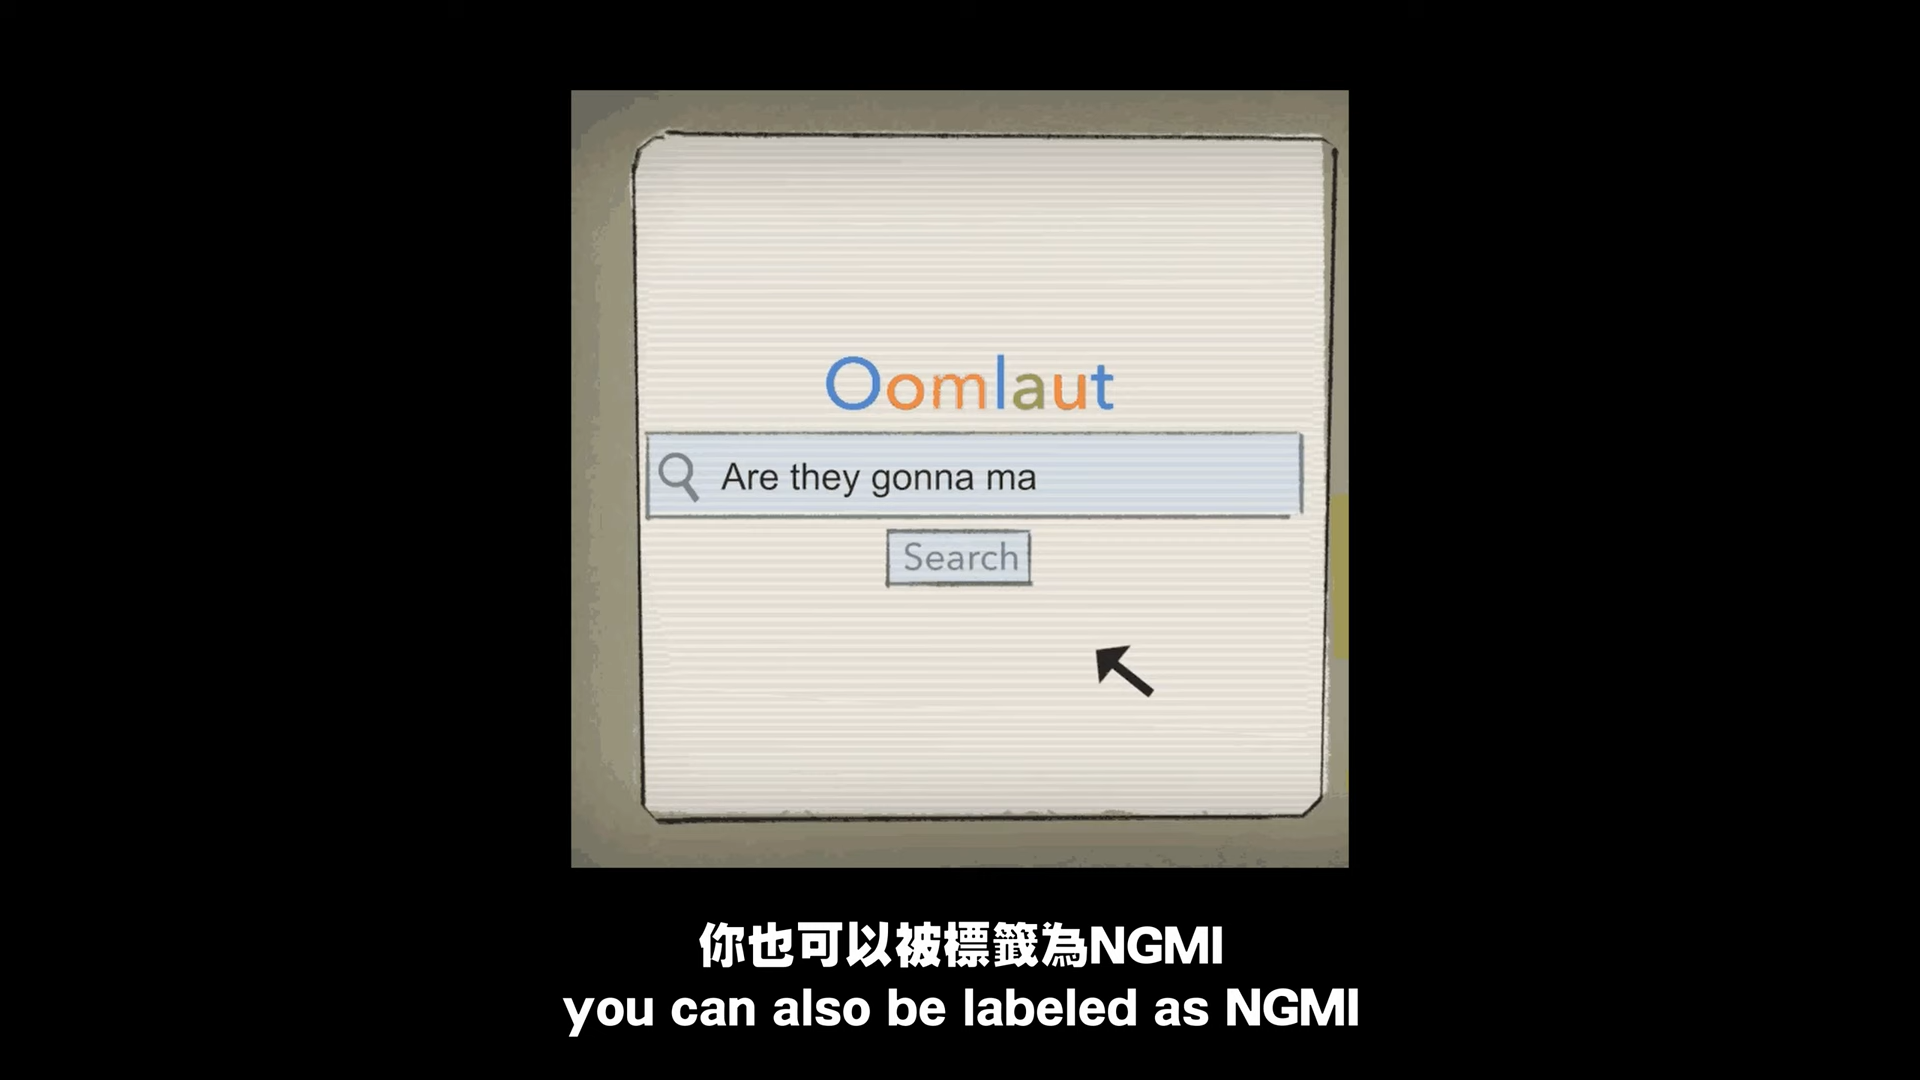 Oomlaut
Are they gonna ma
Search
你也可以被標籤為NGMI
you can also be labeled as NGMI